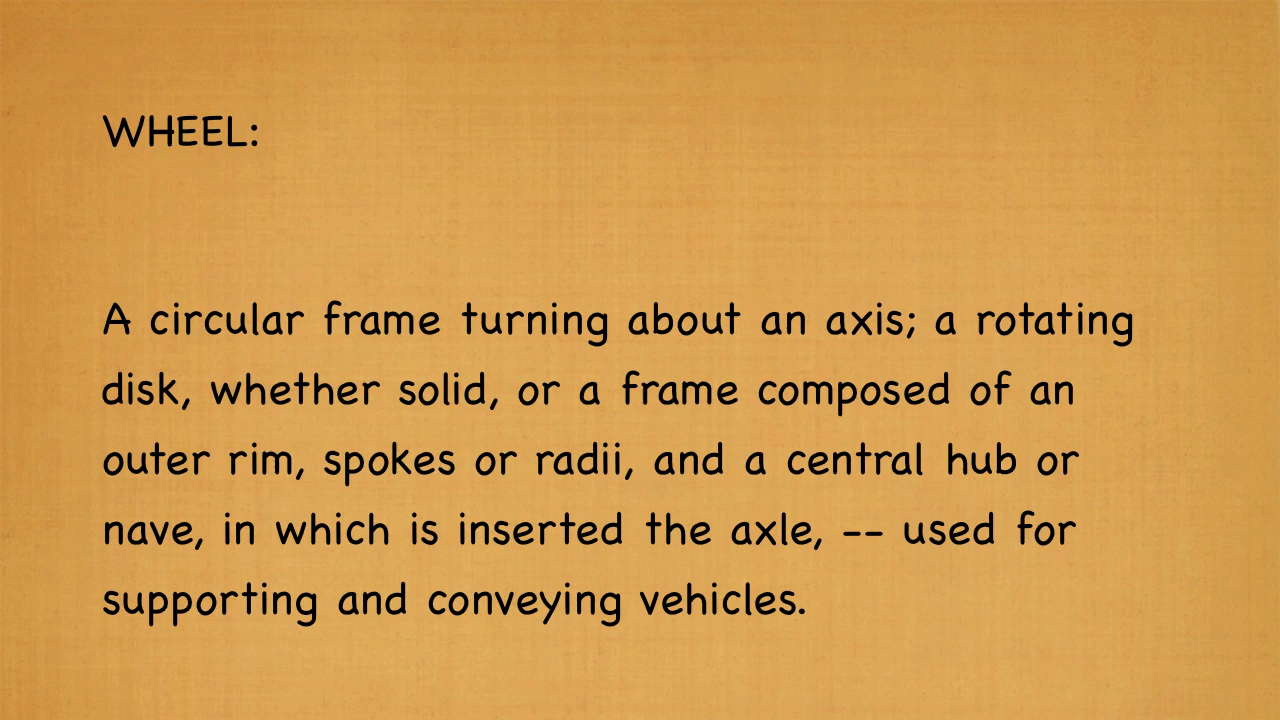 WHEEL:
A circular frame turning about an axis; a rotating
disk, whether solid, or a frame composed of an
outer rim, spokes or radii, and a central hub or
nave, in which is inserted the axle, -- used for
supporting and conveying vehicles.